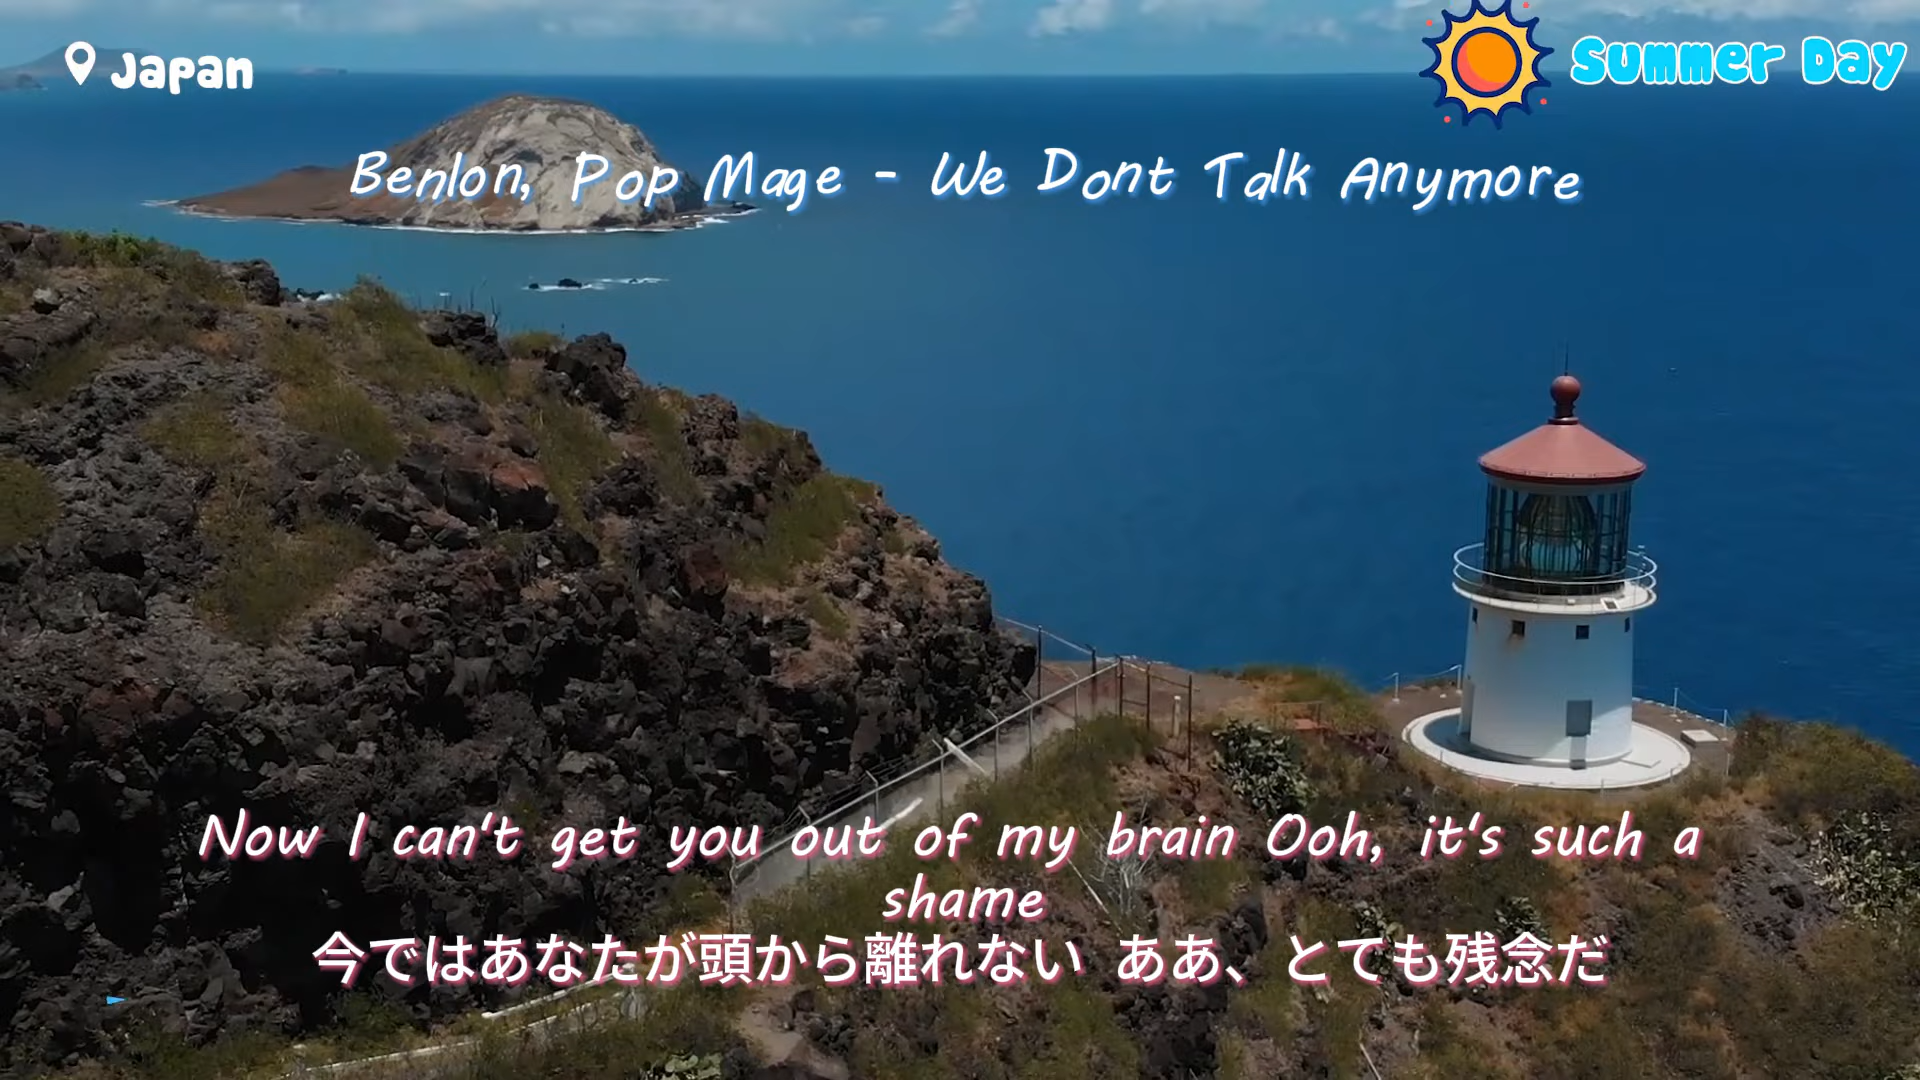 Japan
Summer Day
Benlon, Pop Mage - We Dont Talk Anymore
Now I can't get you out of my brain Ooh, it's such a
shame
今ではあなたが頭から離れない ああ、とても残念だ